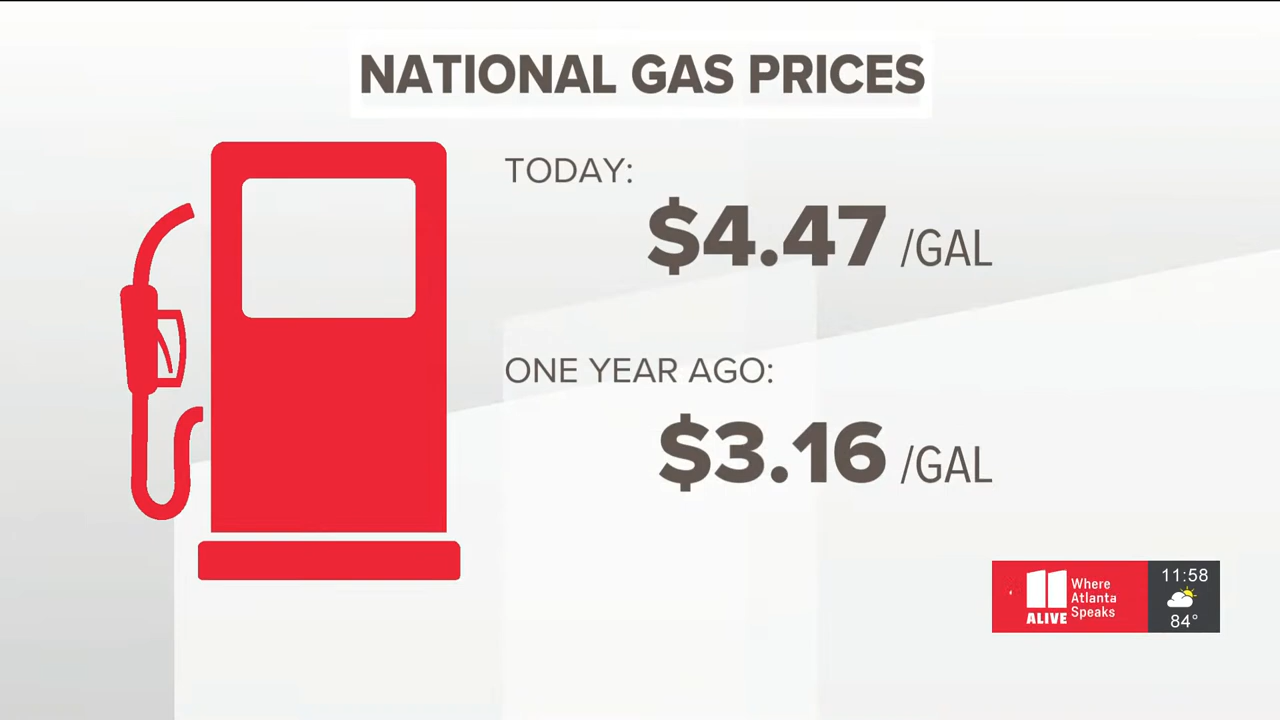 NATIONAL GAS PRICES
TODAY:
$4.47 /GAL
ONE YEAR AGO:
$3.16 /GAL
ALIVE
Where
Atlanta
Speaks
11:58
84°